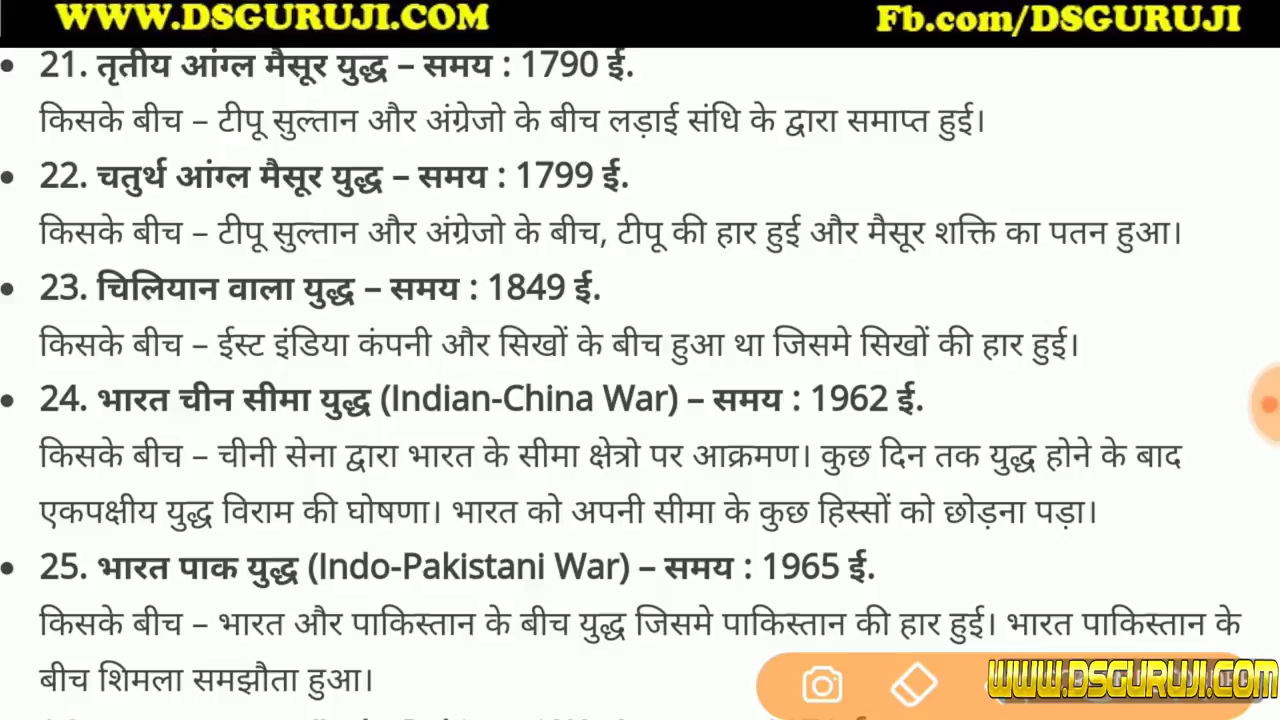 WWW.DSGURUJI.COM Fb.com/DSGURUJI
• 21. तृतीय आंग्ल मैसूर युद्ध – समय : 1790 ई.
किसके बीच – टीपू सुल्तान और अंग्रेजो के बीच लड़ाई संधि के द्वारा समाप्त हुई।
• 22. चतुर्थ आंग्ल मैसूर युद्ध – समय : 1799 ई.
किसके बीच – टीपू सुल्तान और अंग्रेजो के बीच, टीपू की हार हुई और मैसूर शक्ति का पतन हुआ।
• 23. चिलियान वाला युद्ध – समय : 1849 ई.
किसके बीच – ईस्ट इंडिया कंपनी और सिखों के बीच हुआ था जिसमे सिखों की हार हुई।
• 24. भारत चीन सीमा युद्ध (Indian-China War) – समय : 1962 ई.
किसके बीच – चीनी सेना द्वारा भारत के सीमा क्षेत्रो पर आक्रमण। कुछ दिन तक युद्ध होने के बाद
एकपक्षीय युद्ध विराम की घोषणा। भारत को अपनी सीमा के कुछ हिस्सों को छोड़ना पड़ा।
• 25. भारत पाक युद्ध (Indo-Pakistani War) – समय : 1965 ई.
किसके बीच – भारत और पाकिस्तान के बीच युद्ध जिसमे पाकिस्तान की हार हुई। भारत पाकिस्तान के
बीच शिमला समझौता हुआ।
WWW.DSGURUJI.COM